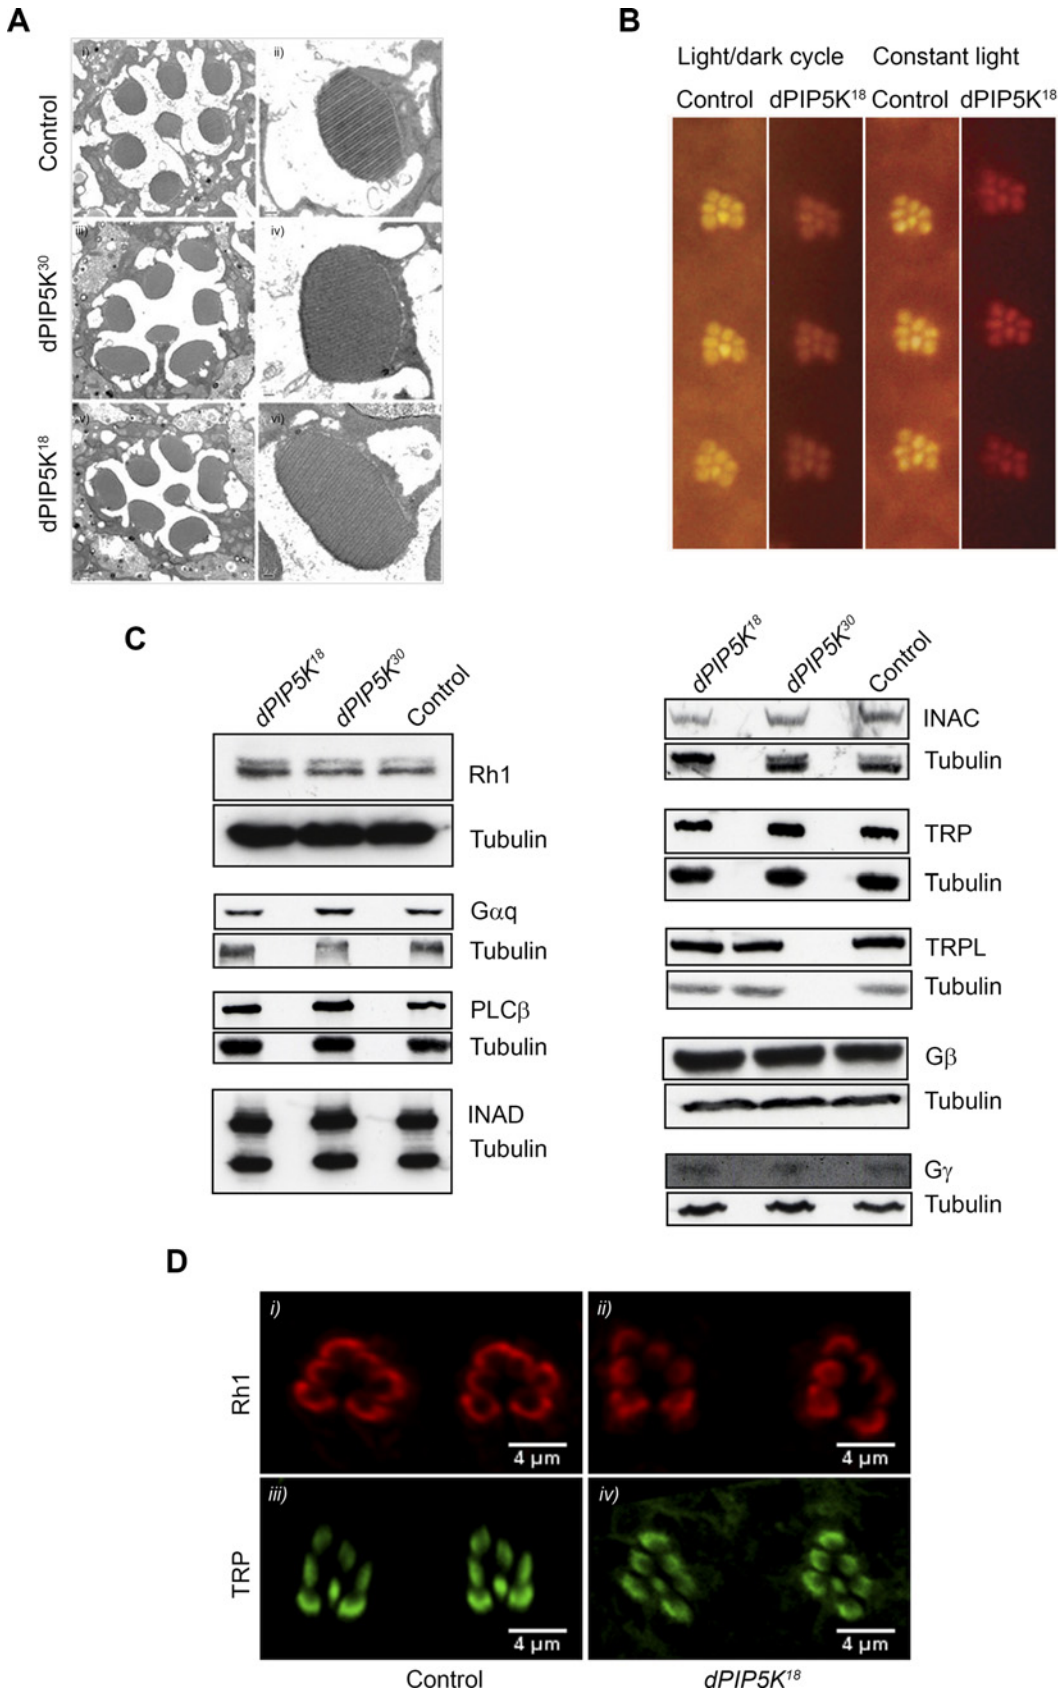 A
Control
dPIP5K³⁰
dPIP5K¹⁸
i)
ii)
iii)
iv)
v)
vi)
B
Light/dark cycle Constant light
Control dPIP5K¹⁸ Control dPIP5K¹⁸
C
dPIP5K¹⁸ dPIP5K³⁰ Control
Rh1
Tubulin
Gαq
Tubulin
PLCβ
Tubulin
INAD
Tubulin
dPIP5K¹⁸ dPIP5K³⁰ Control
INAC
Tubulin
TRP
Tubulin
TRPL
Tubulin
Gβ
Tubulin
Gγ
Tubulin
D
Rh1
i)
4 µm
ii)
4 µm
TRP
iii)
4 µm
iv)
4 µm
Control dPIP5K¹⁸